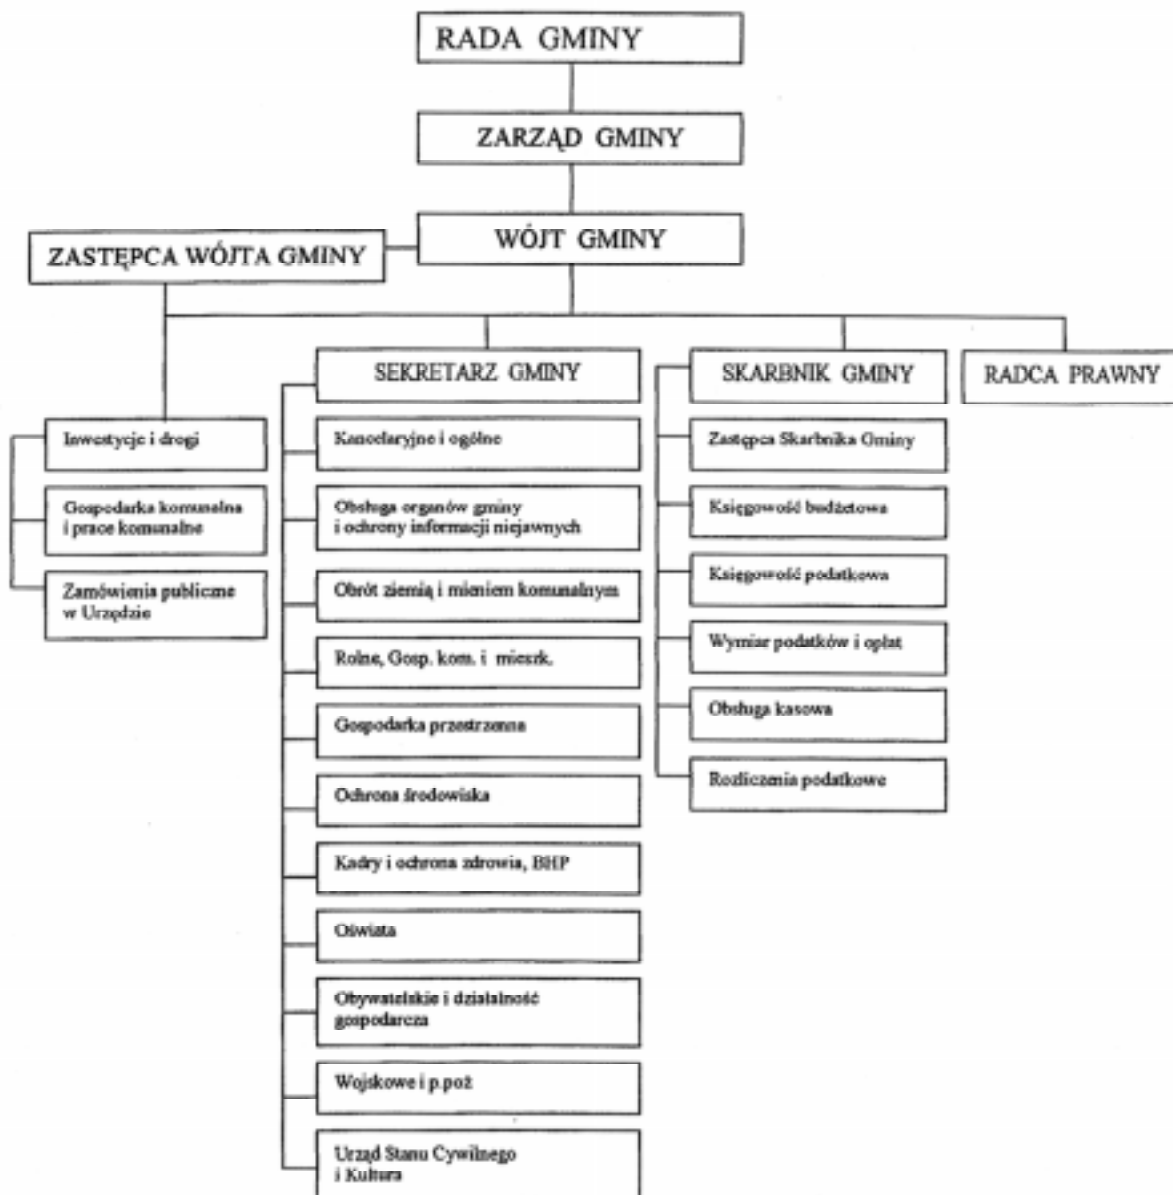 RADA GMINY
ZARZĄD GMINY
WÓJT GMINY
ZASTĘPCA WÓJTA GMINY
SEKRETARZ GMINY
SKARBNIK GMINY
RADCA PRAWNY
Inwestycje i drogi
Gospodarka komunalna
i prace komunalne
Zamówienia publiczne
w Urzędzie
Kancelaryjne i ogólne
Obsługa organów gminy
i ochrony informacji niejawnych
Obrót ziemią i mieniem komunalnym
Rolne, Gosp. kom. i mieszk.
Gospodarka przestrzenna
Ochrona środowiska
Kadry i ochrona zdrowia, BHP
Oświata
Obywatelskie i działalność
gospodarcza
Wojskowe i p.poż
Urząd Stanu Cywilnego
i Kultura
Zastępca Skarbnika Gminy
Księgowość budżetowa
Księgowość podatkowa
Wymiar podatków i opłat
Obsługa kasowa
Rozliczenia podatkowe